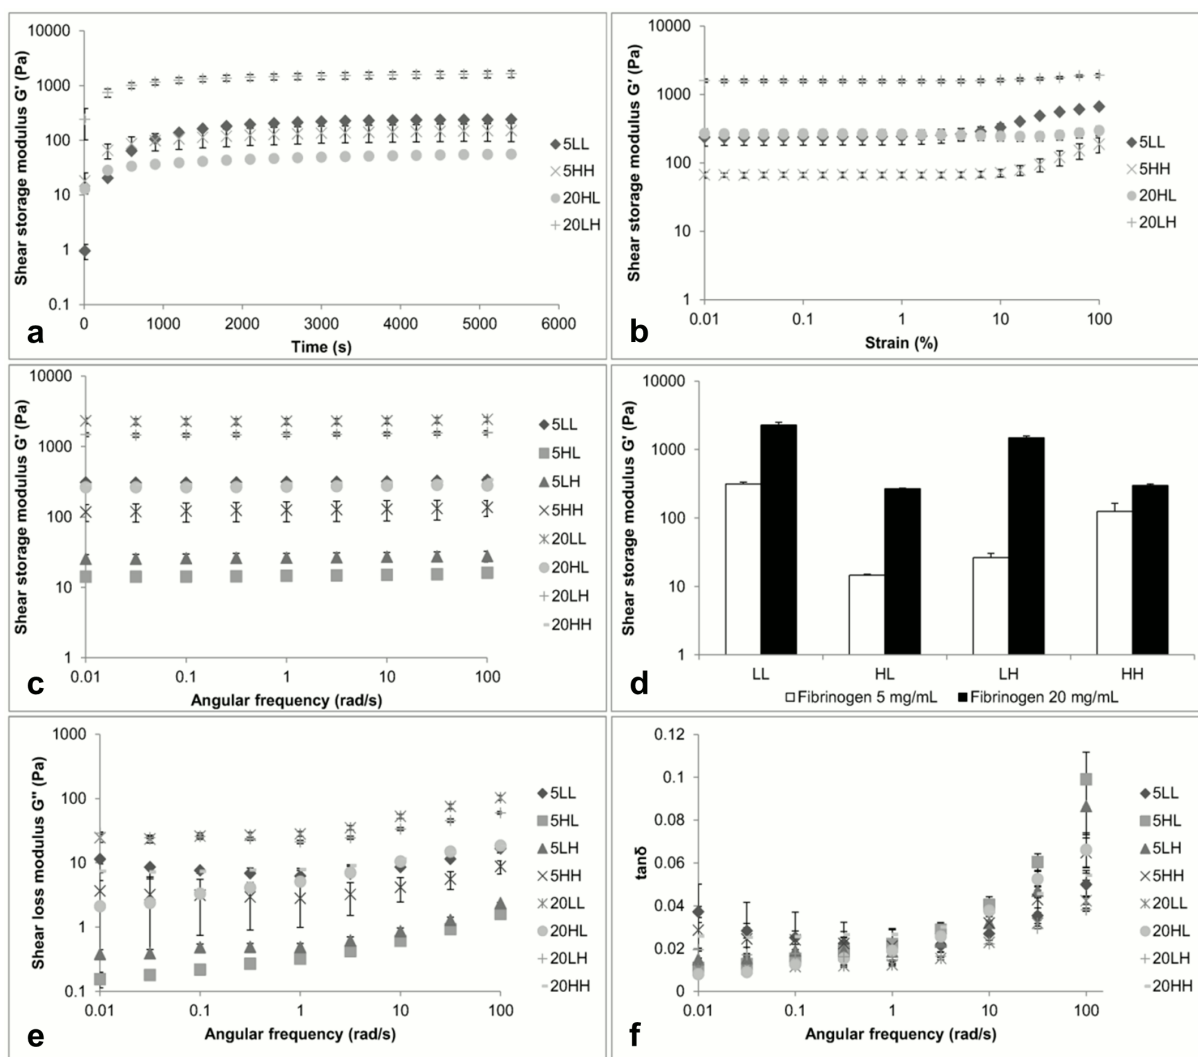 Shear storage modulus G' (Pa)
10000
1000
100
10
1
0.1
0
1000
2000
3000
4000
5000
6000
Time (s)
5LL
5HH
20HL
20LH
a
Shear storage modulus G' (Pa)
10000
1000
100
10
1
0.01
0.1
1
10
100
Strain (%)
5LL
5HH
20HL
20LH
b
Shear storage modulus G' (Pa)
10000
1000
100
10
1
0.01
0.1
1
10
100
Angular frequency (rad/s)
5LL
5HL
5LH
5HH
20LL
20HL
20LH
20HH
c
Shear storage modulus G' (Pa)
10000
1000
100
10
1
LL
HL
LH
HH
Fibrinogen 5 mg/mL
Fibrinogen 20 mg/mL
d
Shear loss modulus G" (Pa)
1000
100
10
1
0.1
0.01
0.1
1
10
100
Angular frequency (rad/s)
5LL
5HL
5LH
5HH
20LL
20HL
20LH
20HH
e
tanδ
0.12
0.1
0.08
0.06
0.04
0.02
0
0.01
0.1
1
10
100
Angular frequency (rad/s)
5LL
5HL
5LH
5HH
20LL
20HL
20LH
20HH
f